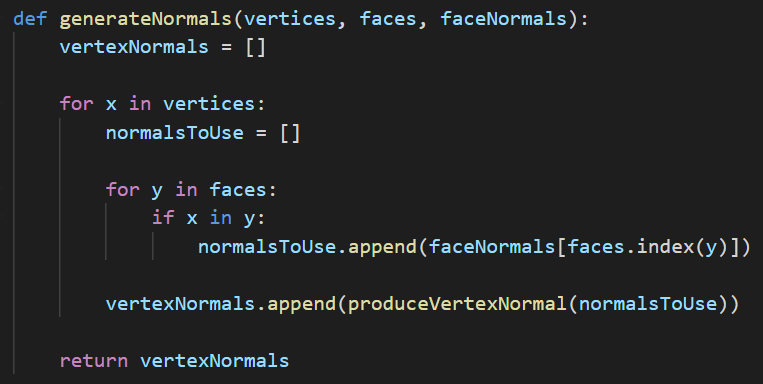 def generateNormals(vertices, faces, faceNormals):
    vertexNormals = []
    for x in vertices:
        normalsToUse = []
        for y in faces:
            if x in y:
                normalsToUse.append(faceNormals[faces.index(y)])
        vertexNormals.append(produceVertexNormal(normalsToUse))
    return vertexNormals